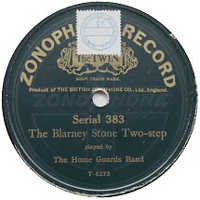 ZONOPHONE RECORD
"The TWIN"
TRADE MARK
Product of THE BRITISH ZONOPHONE CO., Ltd., England.
Serial 383
The Blarney Stone Two-step
played by
The Home Guards Band
T-5273